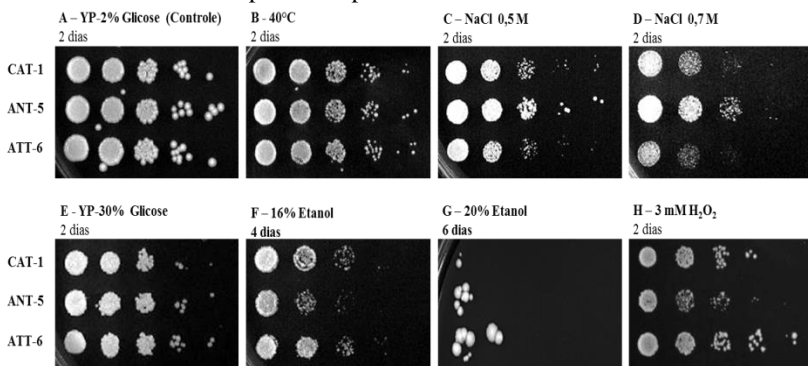 A – YP-2% Glicose (Controle)
2 dias
B - 40°C
2 dias
C – NaCl 0,5 M
2 dias
D – NaCl 0,7 M
2 dias
CAT-1
ANT-5
ATT-6
E - YP-30% Glicose
2 dias
F – 16% Etanol
4 dias
G – 20% Etanol
6 dias
H – 3 mM H₂O₂
2 dias
CAT-1
ANT-5
ATT-6